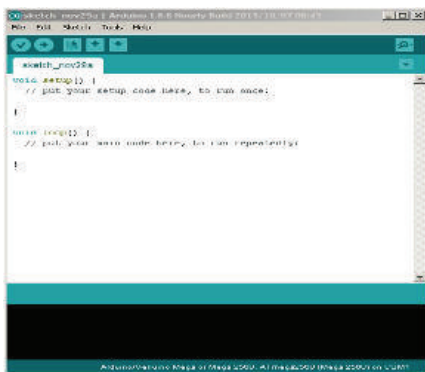 sketch_nov29a | Arduino 1.6.6 Hourly Build 2015/
File Edit Sketch Tools Help
sketch_nov29a
void setup() {
// put your setup code here, to run once:
}
void loop() {
// put your main code here, to run repeatedly:
}
Arduino/Genuino Mega or Mega 2560, ATmega2560 (Mega 2560) on COM1